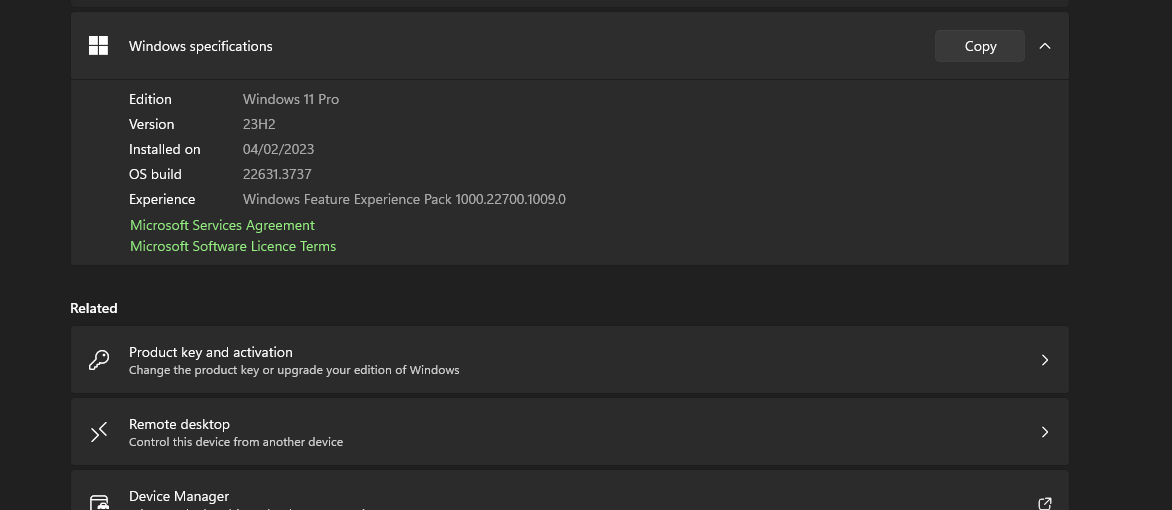 Windows specifications
Copy
Edition Windows 11 Pro
Version 23H2
Installed on 04/02/2023
OS build 22631.3737
Experience Windows Feature Experience Pack 1000.22700.1009.0
Microsoft Services Agreement
Microsoft Software Licence Terms
Related
Product key and activation
Change the product key or upgrade your edition of Windows
Remote desktop
Control this device from another device
Device Manager